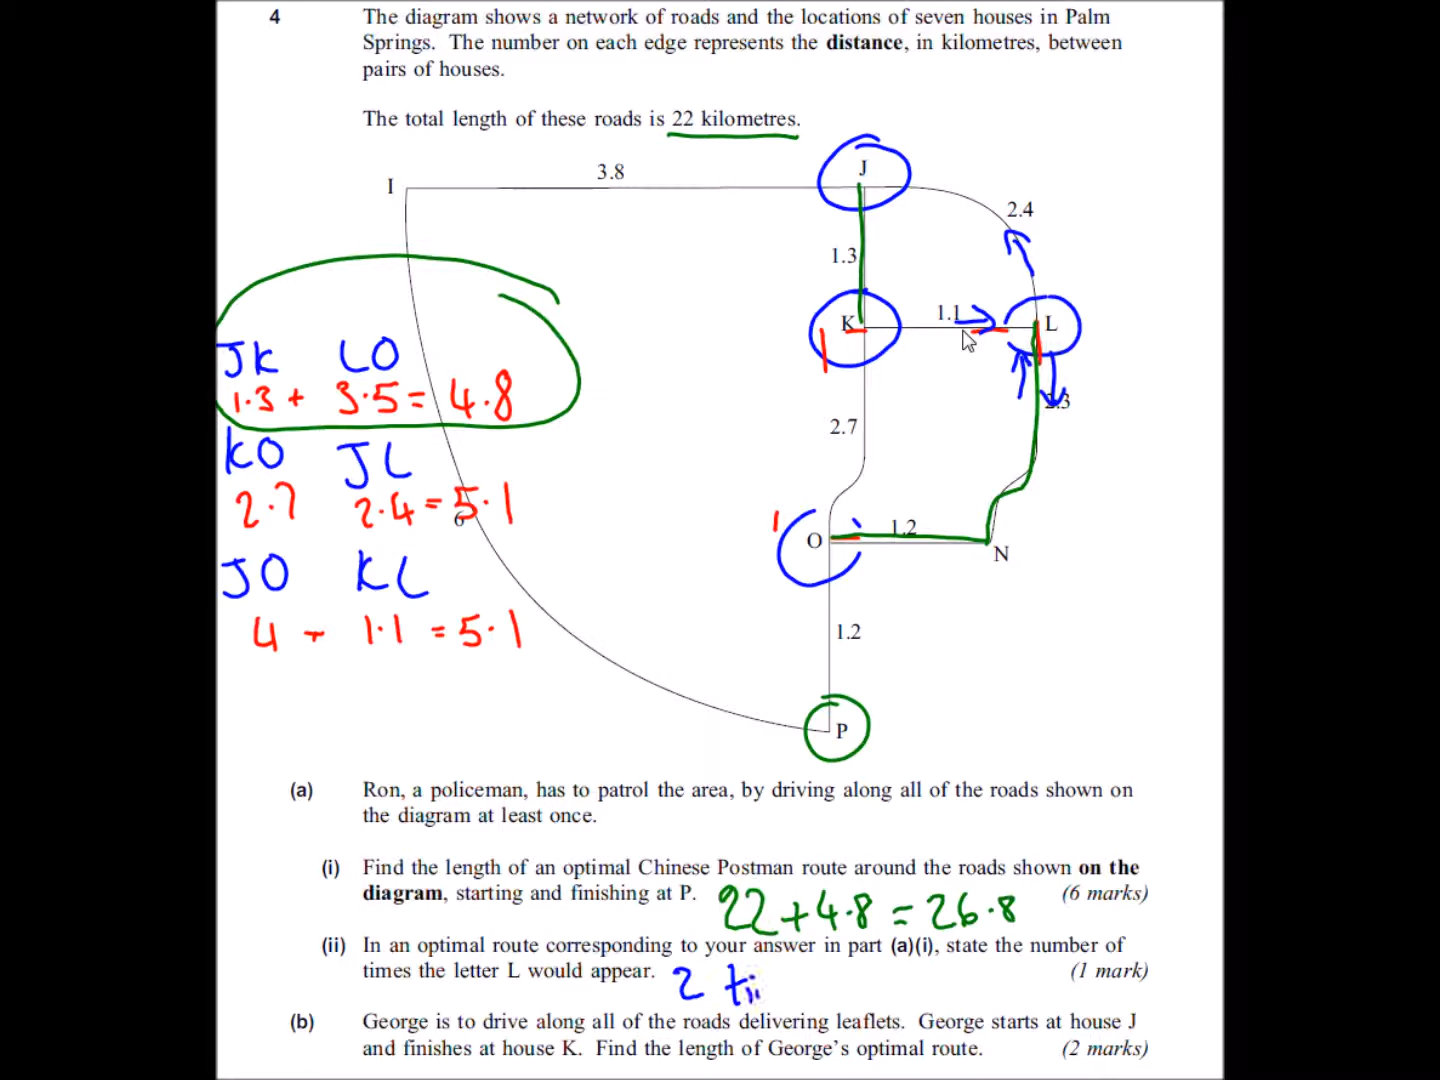 4 The diagram shows a network of roads and the locations of seven houses in Palm
Springs. The number on each edge represents the distance, in kilometres, between
pairs of houses.
The total length of these roads is 22 kilometres.
J
3.8
I
2.4
1.3
1.1
K
L
JK LO
1.3 + 3.5 = 4.8
2.7
KO JL
2.7 2.4 = 5.1
6
1.2
O
N
JO KL
4 - 1.1 = 5.1
1.2
P
(a) Ron, a policeman, has to patrol the area, by driving along all of the roads shown on
the diagram at least once.
(i) Find the length of an optimal Chinese Postman route around the roads shown on the
diagram, starting and finishing at P. (6 marks)
22 + 4.8 = 26.8
(ii) In an optimal route corresponding to your answer in part (a)(i), state the number of
times the letter L would appear. (1 mark)
2 ti
(b) George is to drive along all of the roads delivering leaflets. George starts at house J
and finishes at house K. Find the length of George's optimal route. (2 marks)